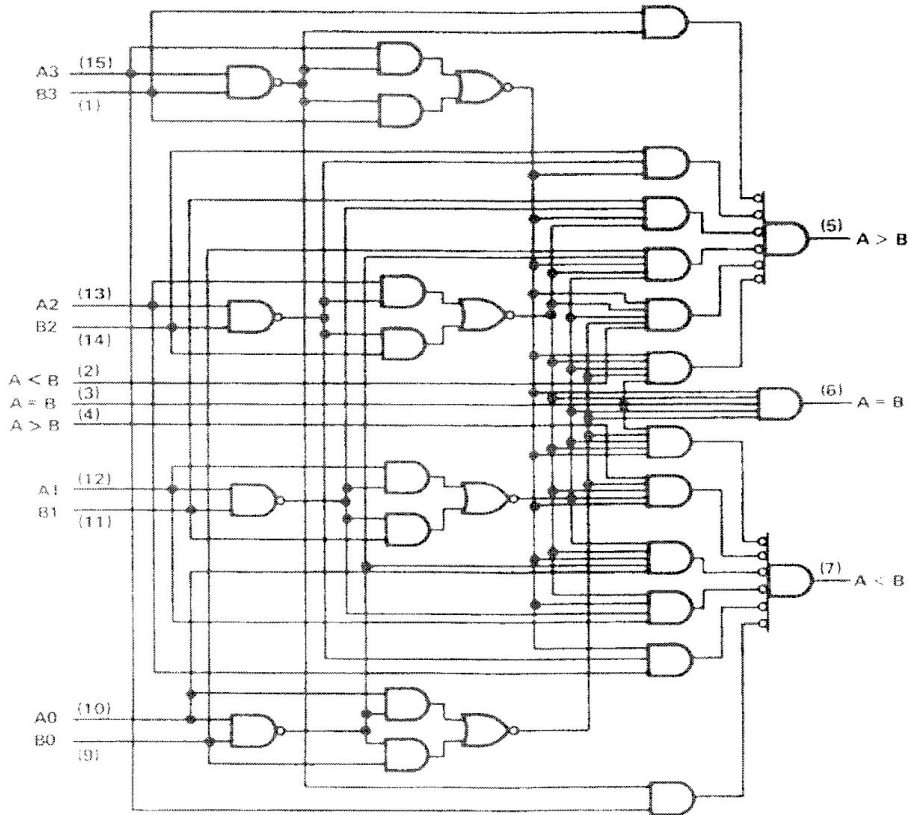 A3 (15)
B3 (1)
A2 (13)
B2 (14)
A < B (2)
A = B (3)
A > B (4)
A1 (12)
B1 (11)
A0 (10)
B0 (9)
(5) A > B
(6) A = B
(7) A < B